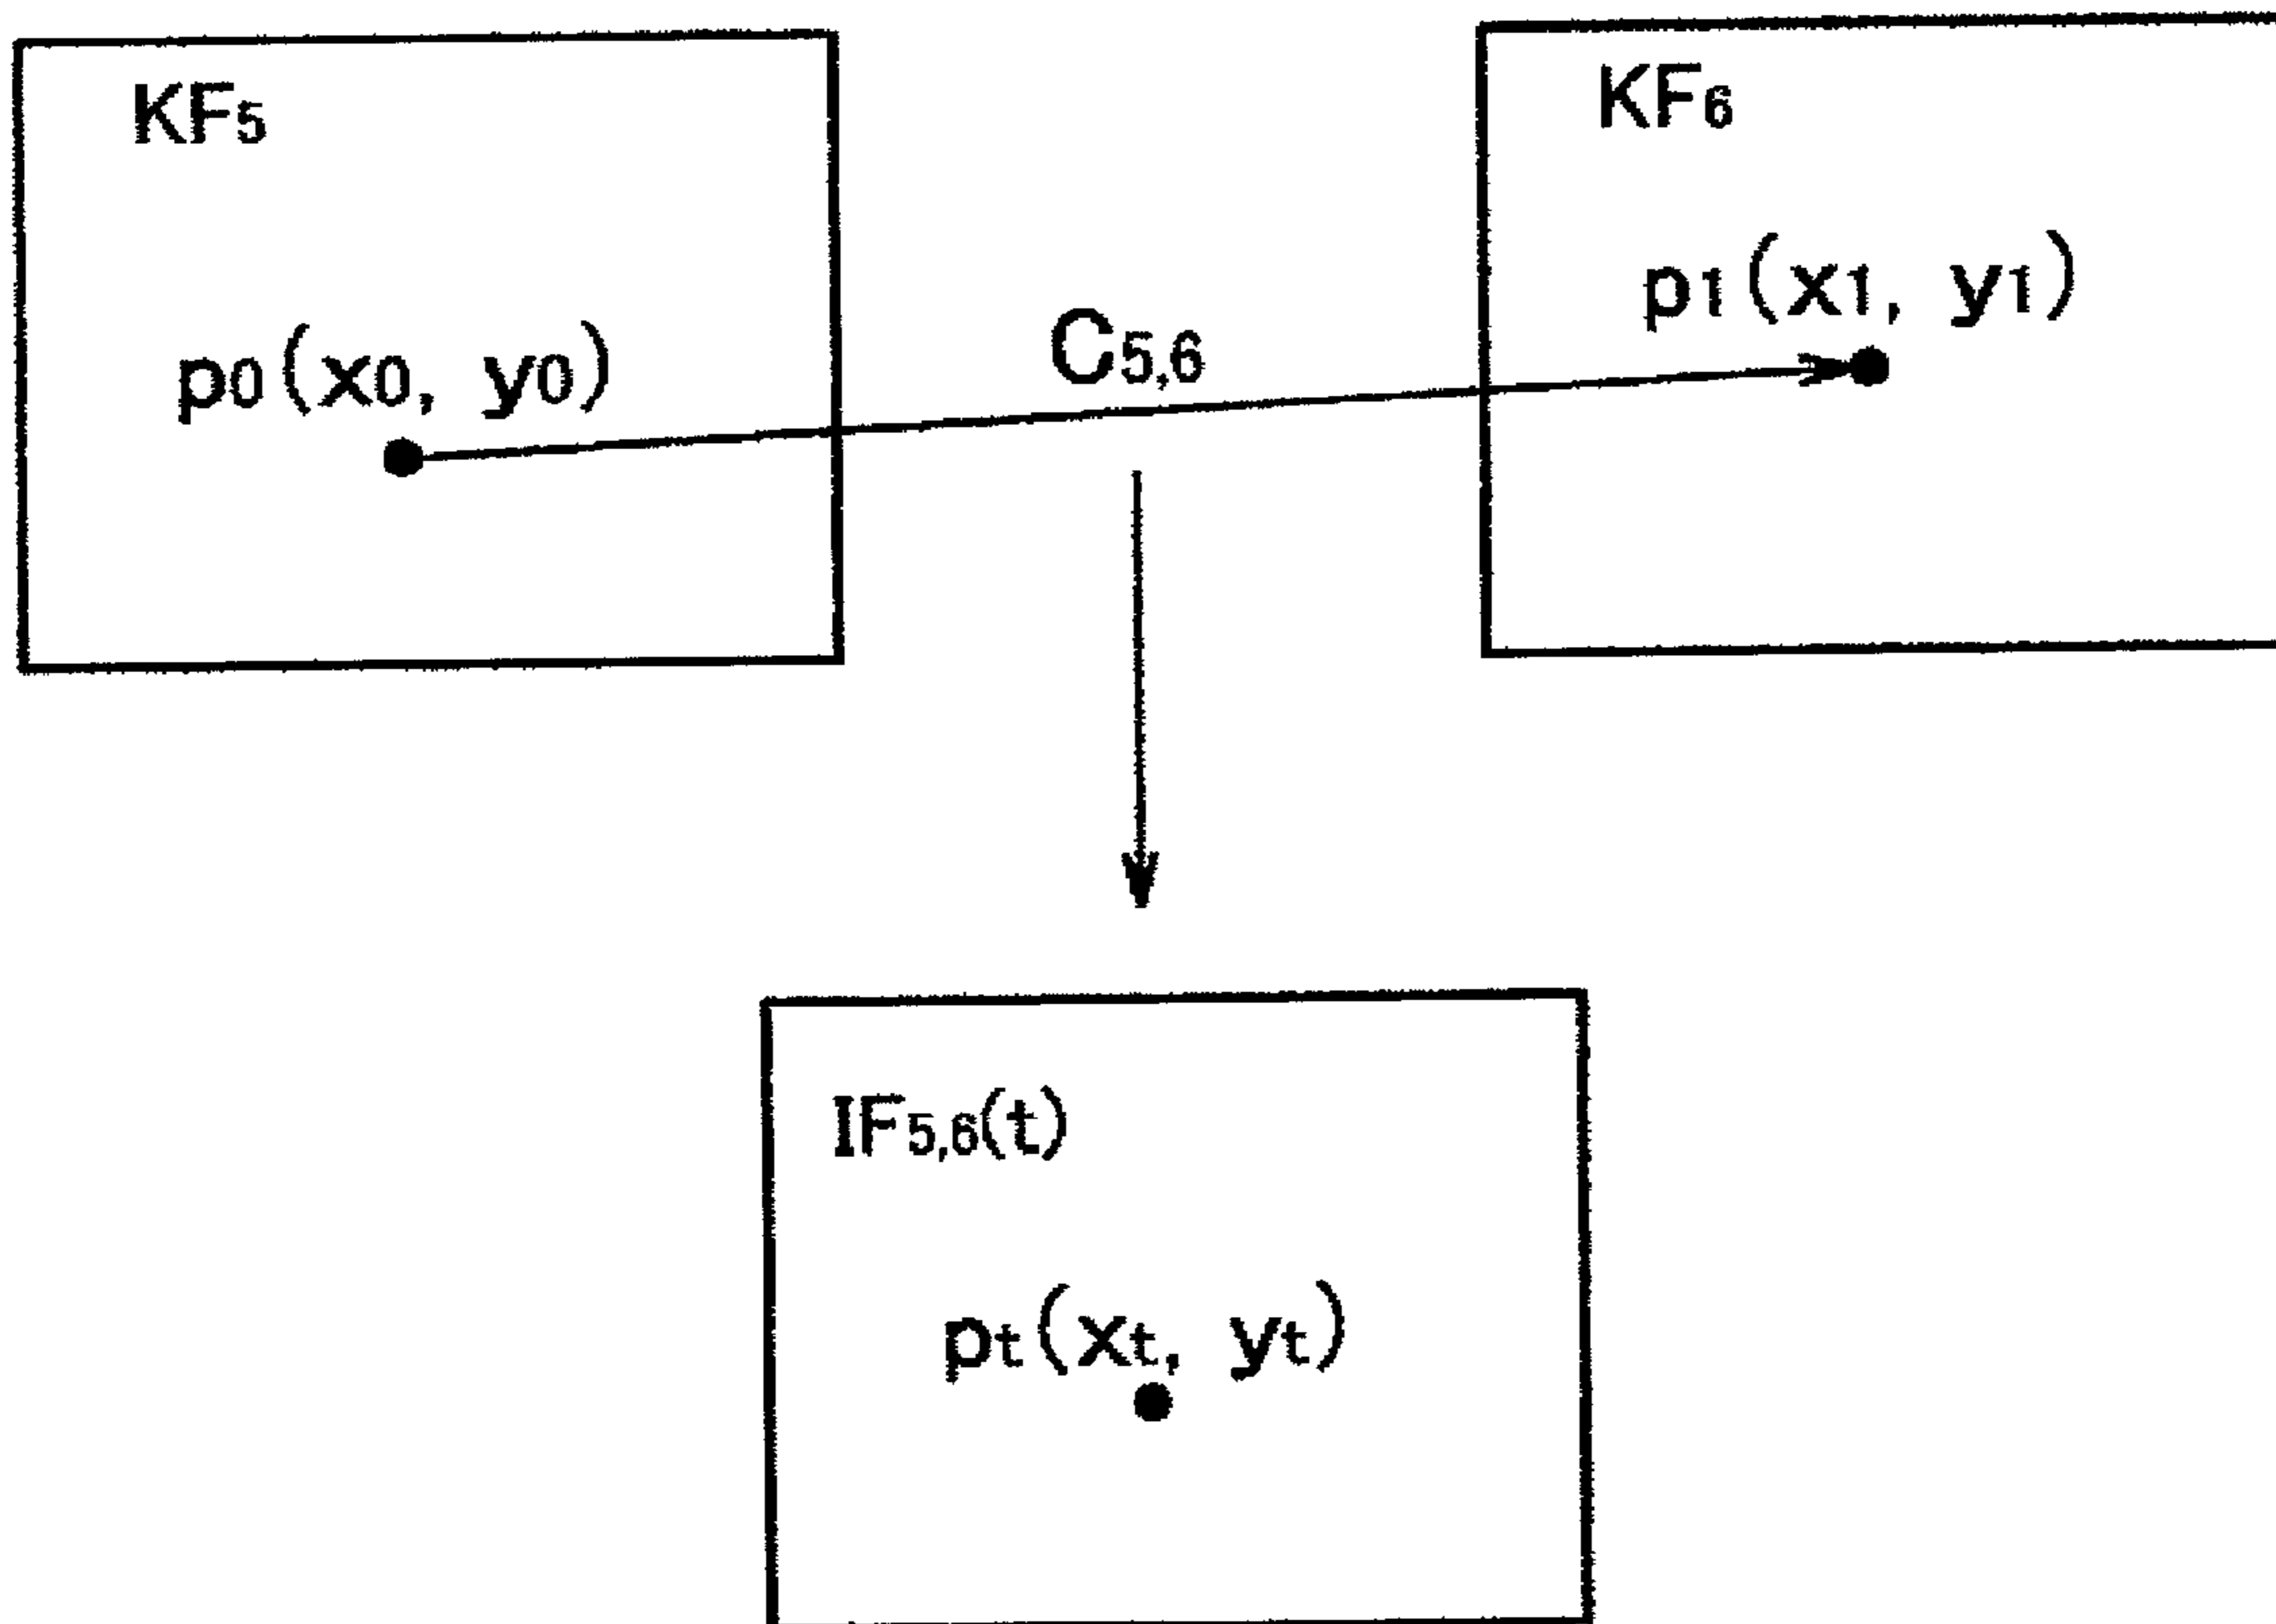 KF5
KF6
p0(x0, y0)
p1(x1, y1)
C5,6
IF5,6(t)
pt(xt, yt)